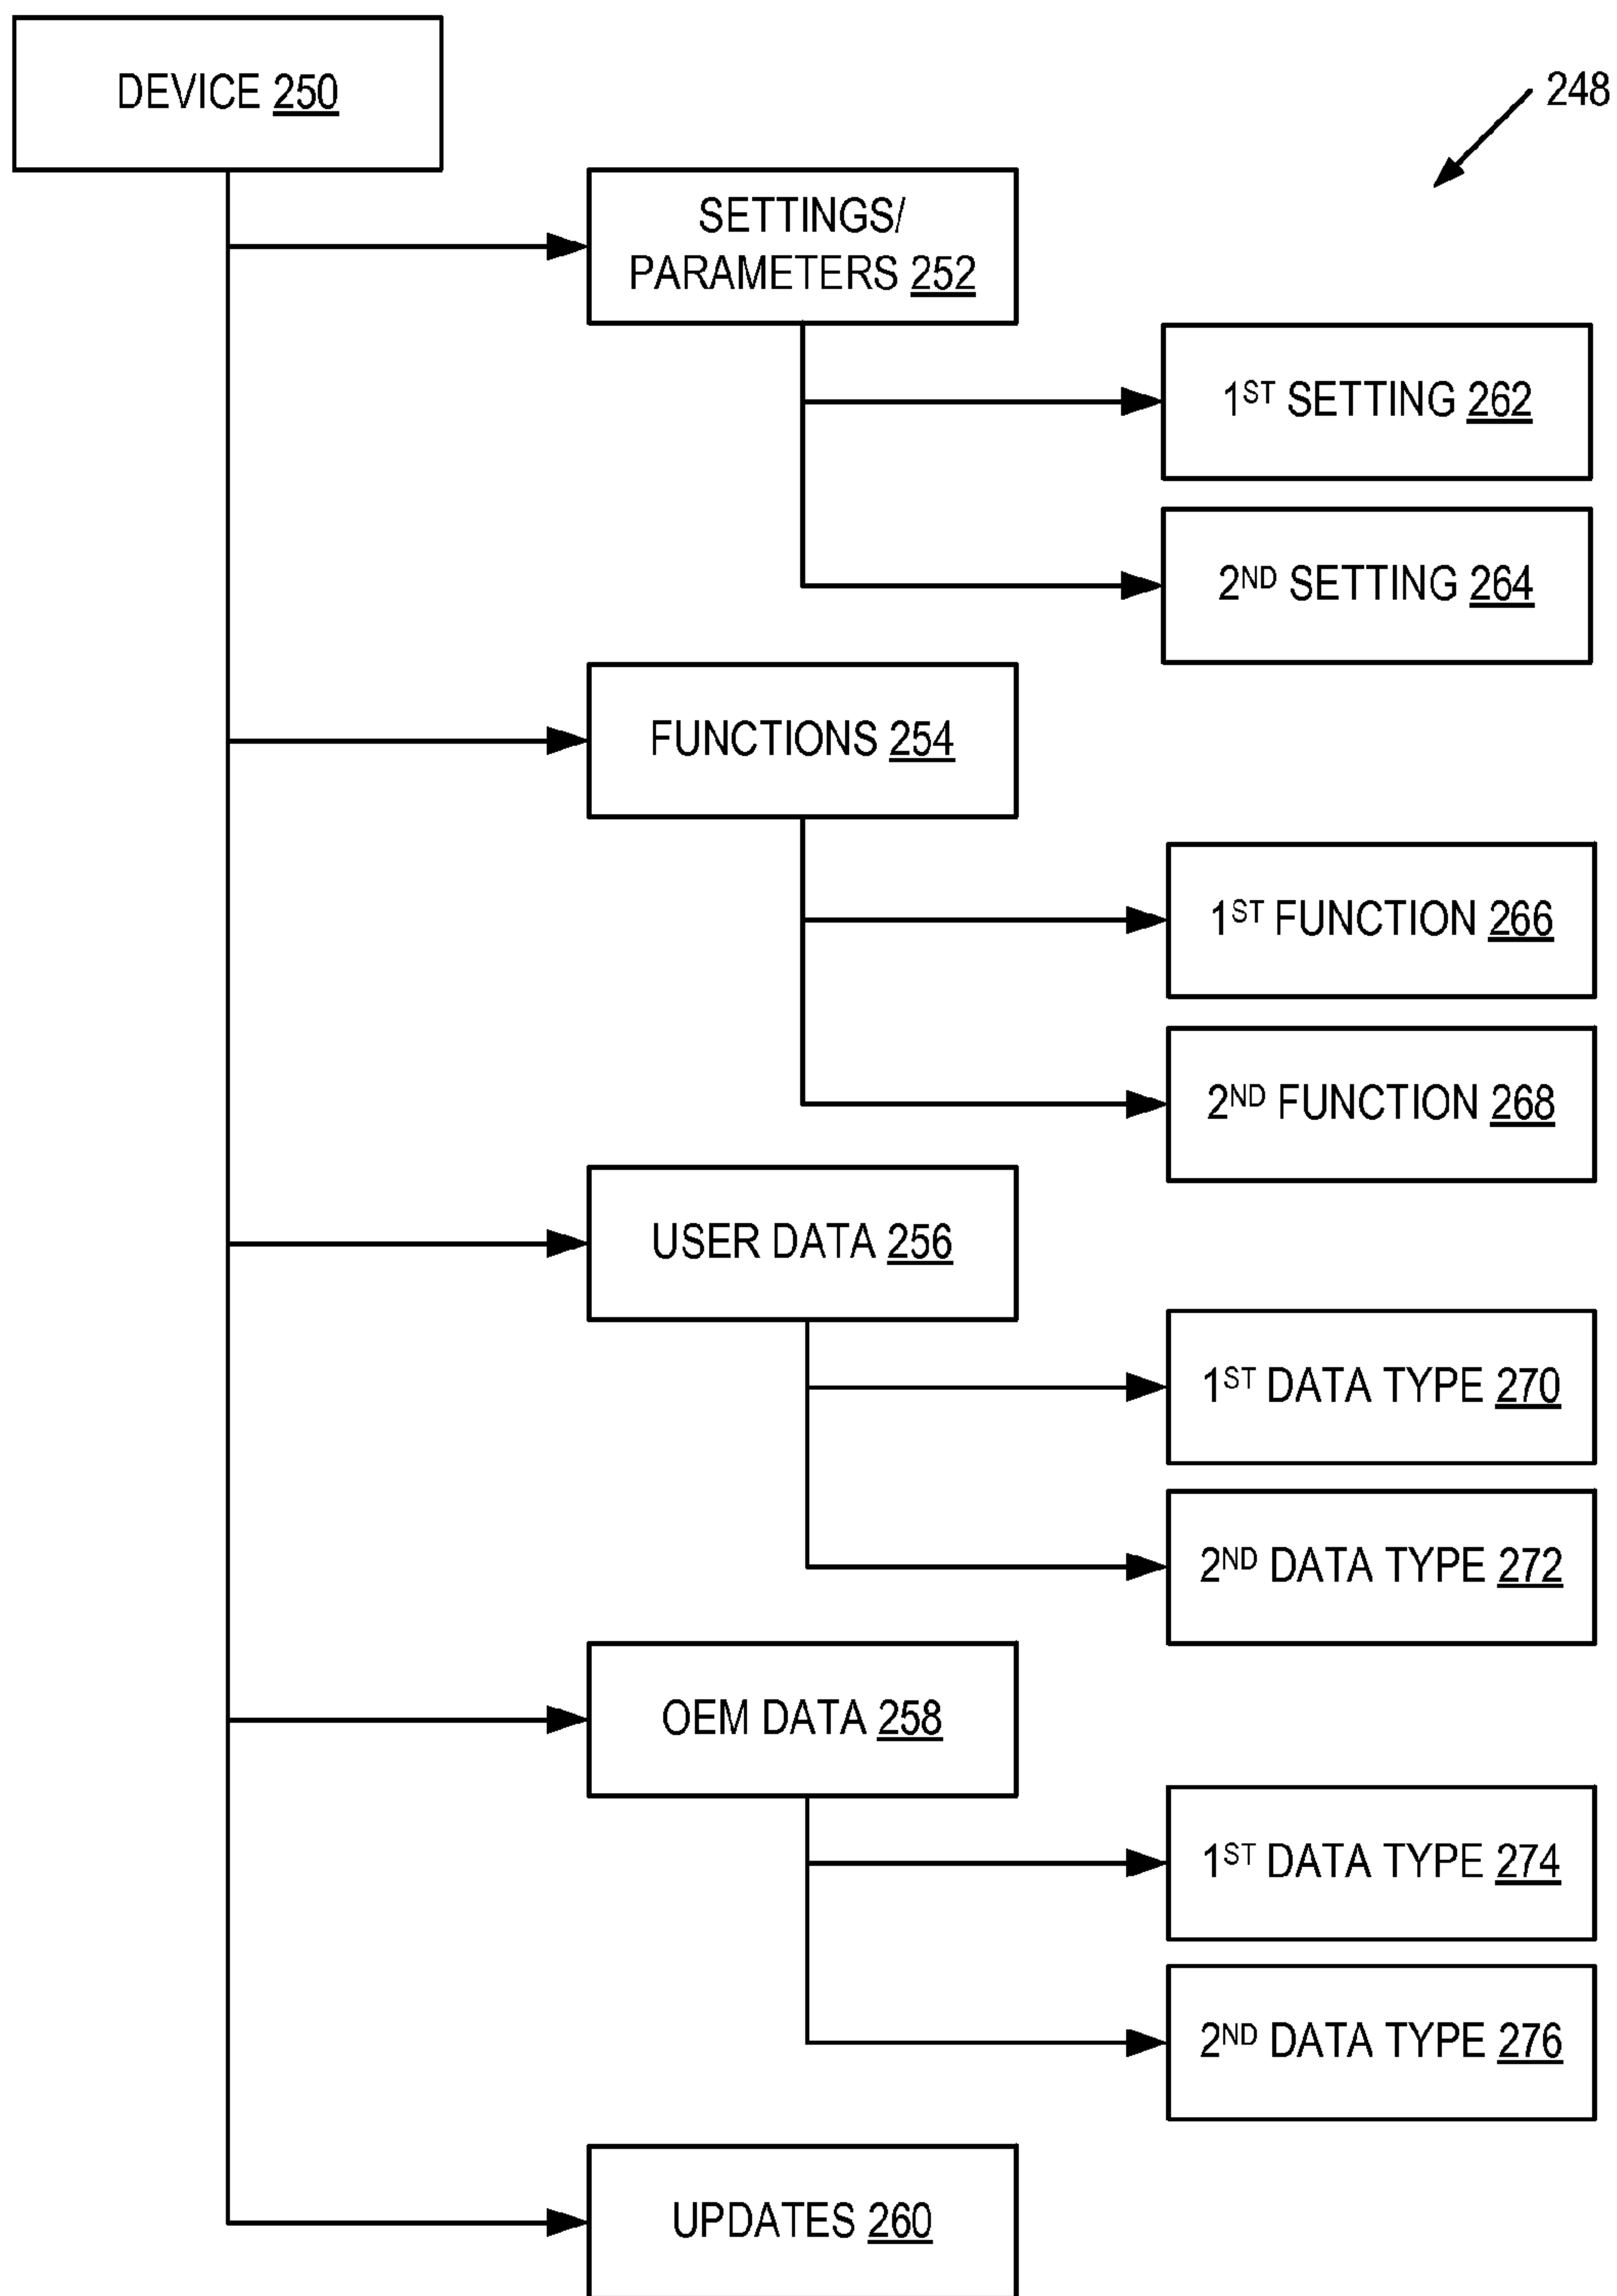 DEVICE 250
248
SETTINGS/
PARAMETERS 252
1ST SETTING 262
2ND SETTING 264
FUNCTIONS 254
1ST FUNCTION 266
2ND FUNCTION 268
USER DATA 256
1ST DATA TYPE 270
2ND DATA TYPE 272
OEM DATA 258
1ST DATA TYPE 274
2ND DATA TYPE 276
UPDATES 260